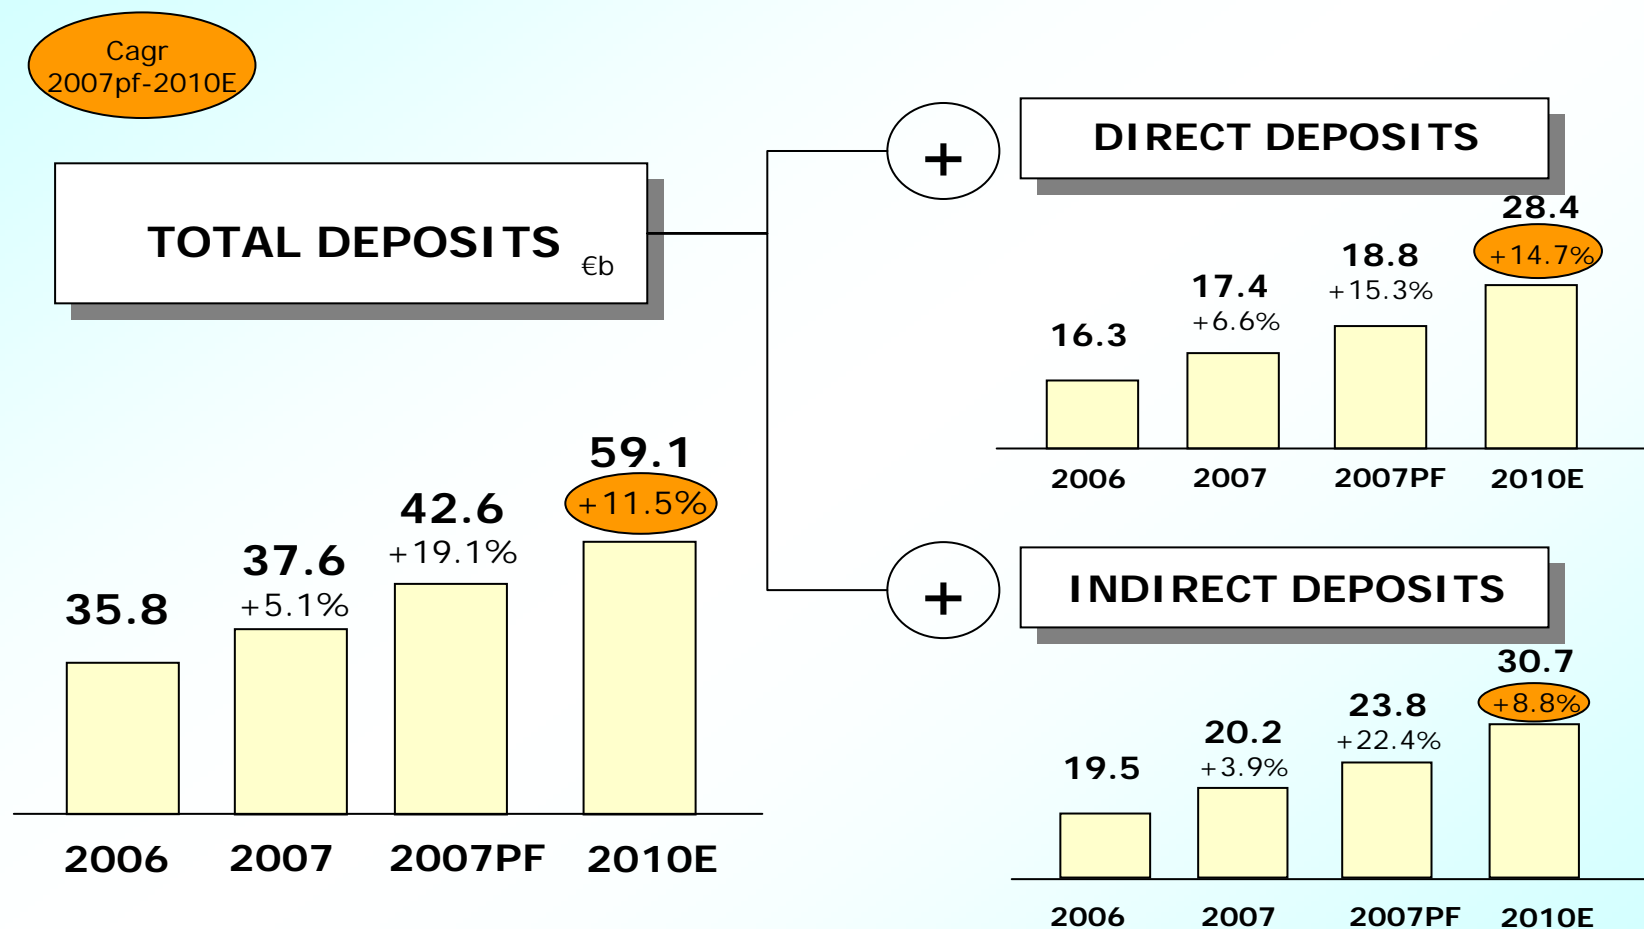 Cagr
2007pf-2010E
TOTAL DEPOSITS €b
59.1
+11.5%
42.6
+19.1%
37.6
+5.1%
35.8
2006 2007 2007PF 2010E
+
DIRECT DEPOSITS
28.4
+14.7%
18.8
+15.3%
17.4
+6.6%
16.3
2006 2007 2007PF 2010E
+
INDIRECT DEPOSITS
30.7
+8.8%
23.8
+22.4%
20.2
+3.9%
19.5
2006 2007 2007PF 2010E